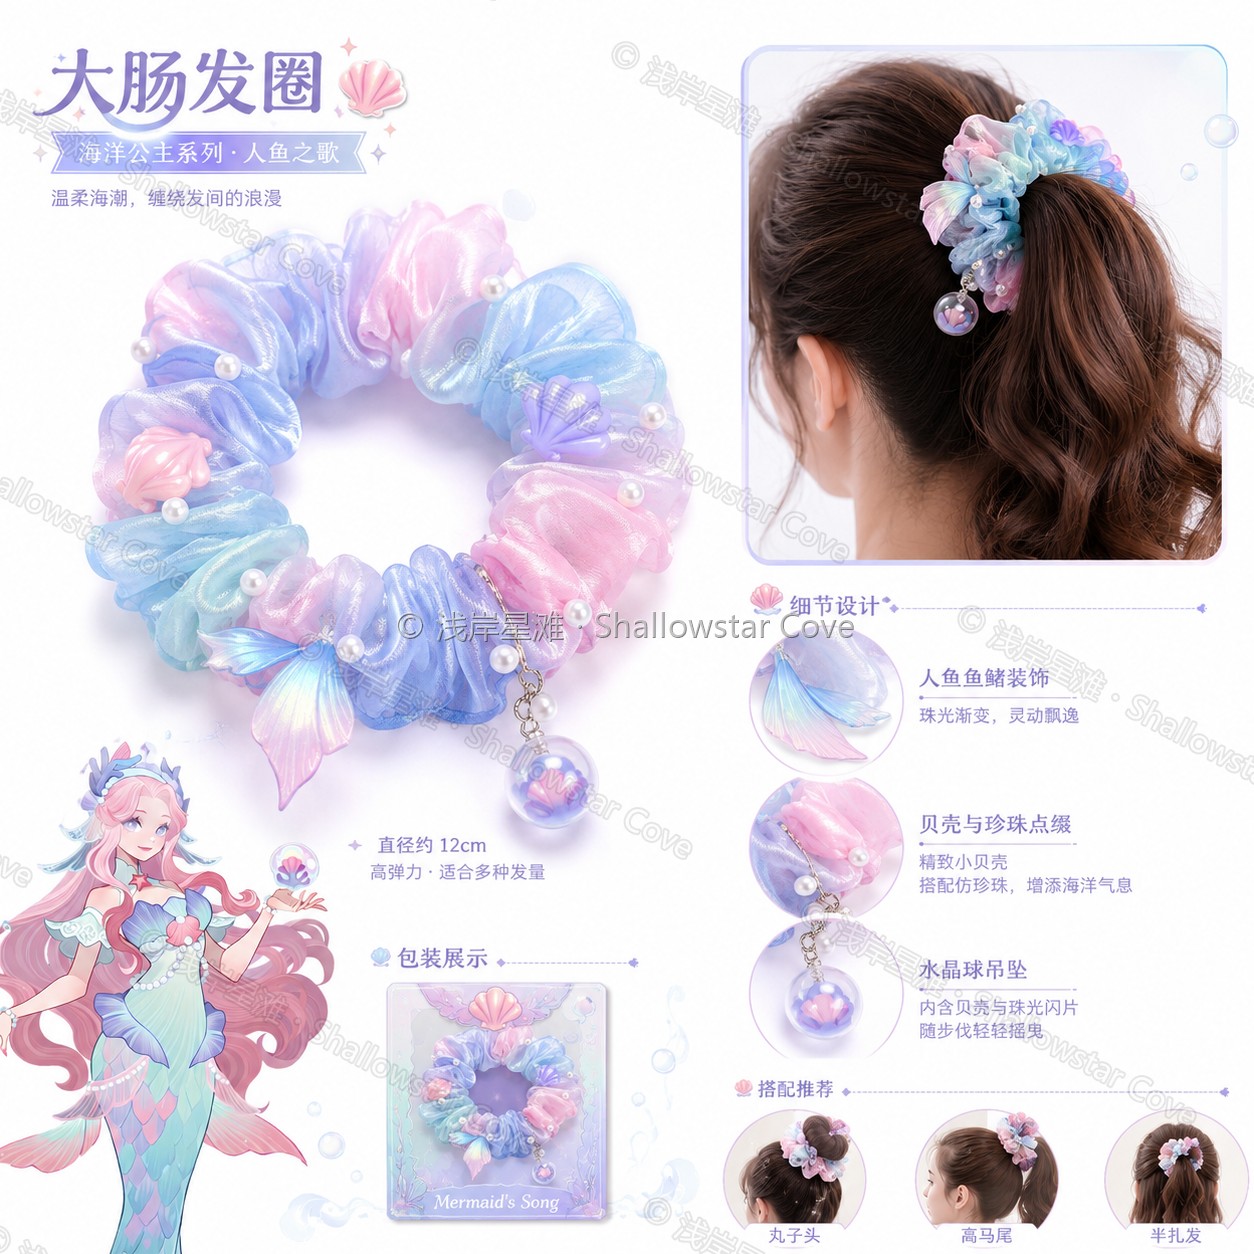 大肠发圈
海洋公主系列·人鱼之歌
温柔海潮，缠绕发间的浪漫
直径约 12cm
高弹力·适合多种发量
包装展示
Mermaid's Song
细节设计
人鱼鱼鳍装饰
珠光渐变，灵动飘逸
贝壳与珍珠点缀
精致小贝壳
搭配仿珍珠，增添海洋气息
水晶球吊坠
内含贝壳与珠光闪片
随步伐轻轻摇曳
搭配推荐
丸子头
高马尾
半扎发
© 浅岸星滩 · Shallowstar Cove